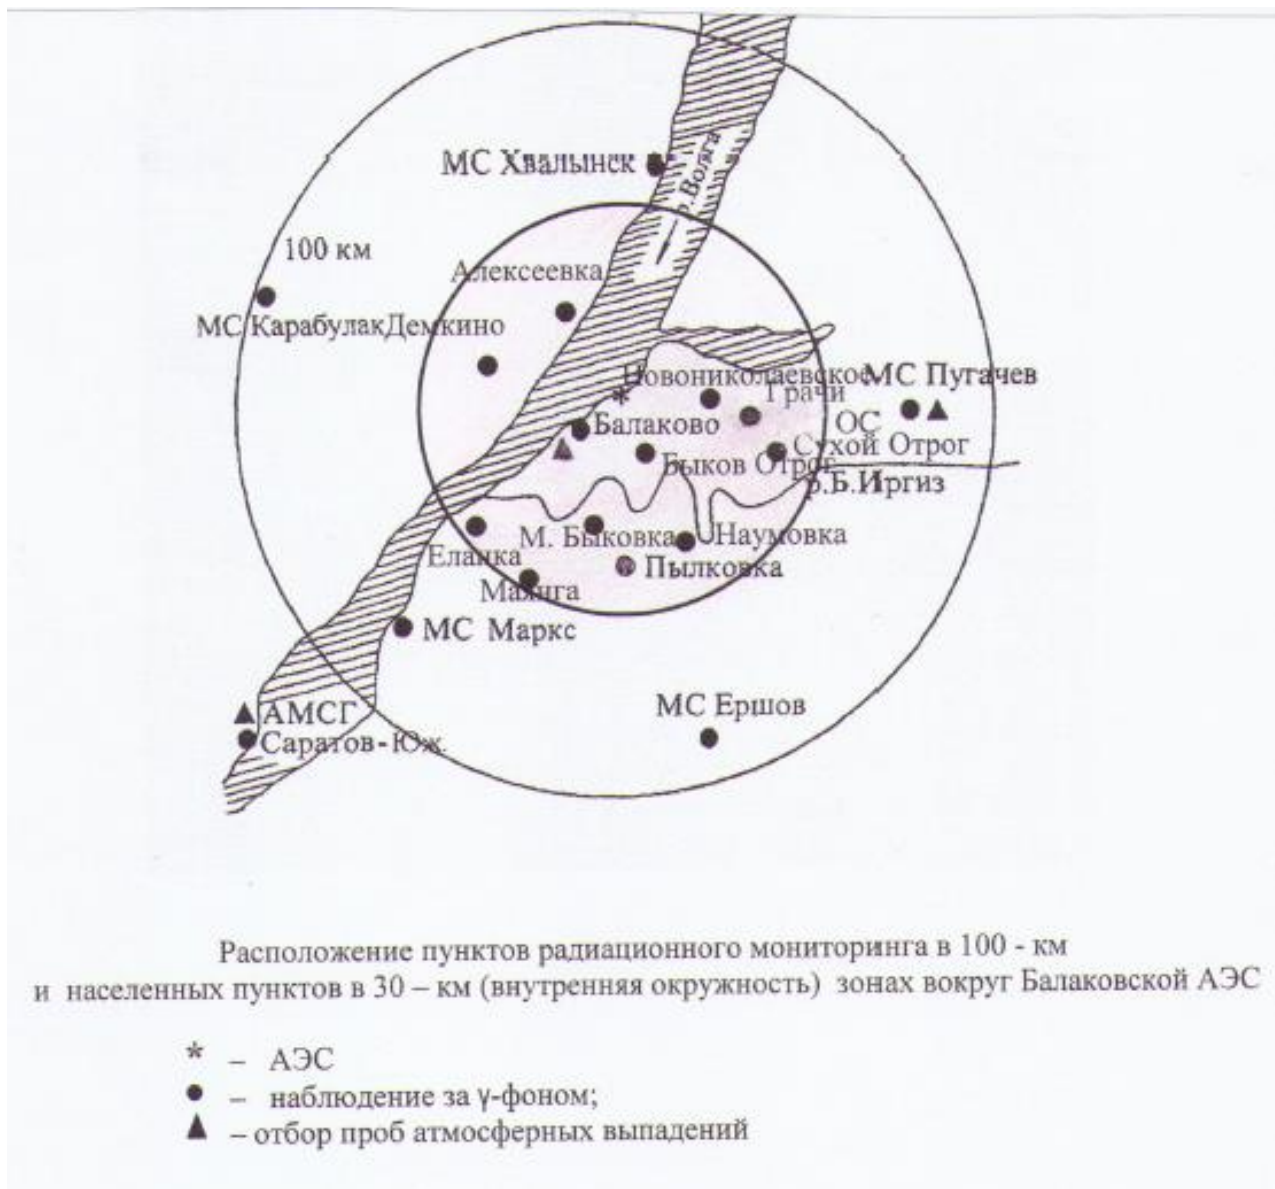 МС Хвалынск
р.Волга
100 км
Алексеевка
МС Карабулак
Демкино
Новониколаевское
МС Пугачев
Грачи
ОС
Балаково
Сухой Отрог
Быков Отрог
р.Б.Иргиз
М. Быковка
Наумовка
Еланка
Пылковка
Маянга
МС Маркс
МС Ершов
АМСГ
Саратов-Юж.
Расположение пунктов радиационного мониторинга в 100 - км
и населенных пунктов в 30 – км (внутренняя окружность) зонах вокруг Балаковской АЭС
* – АЭС
– наблюдение за γ-фоном;
– отбор проб атмосферных выпадений